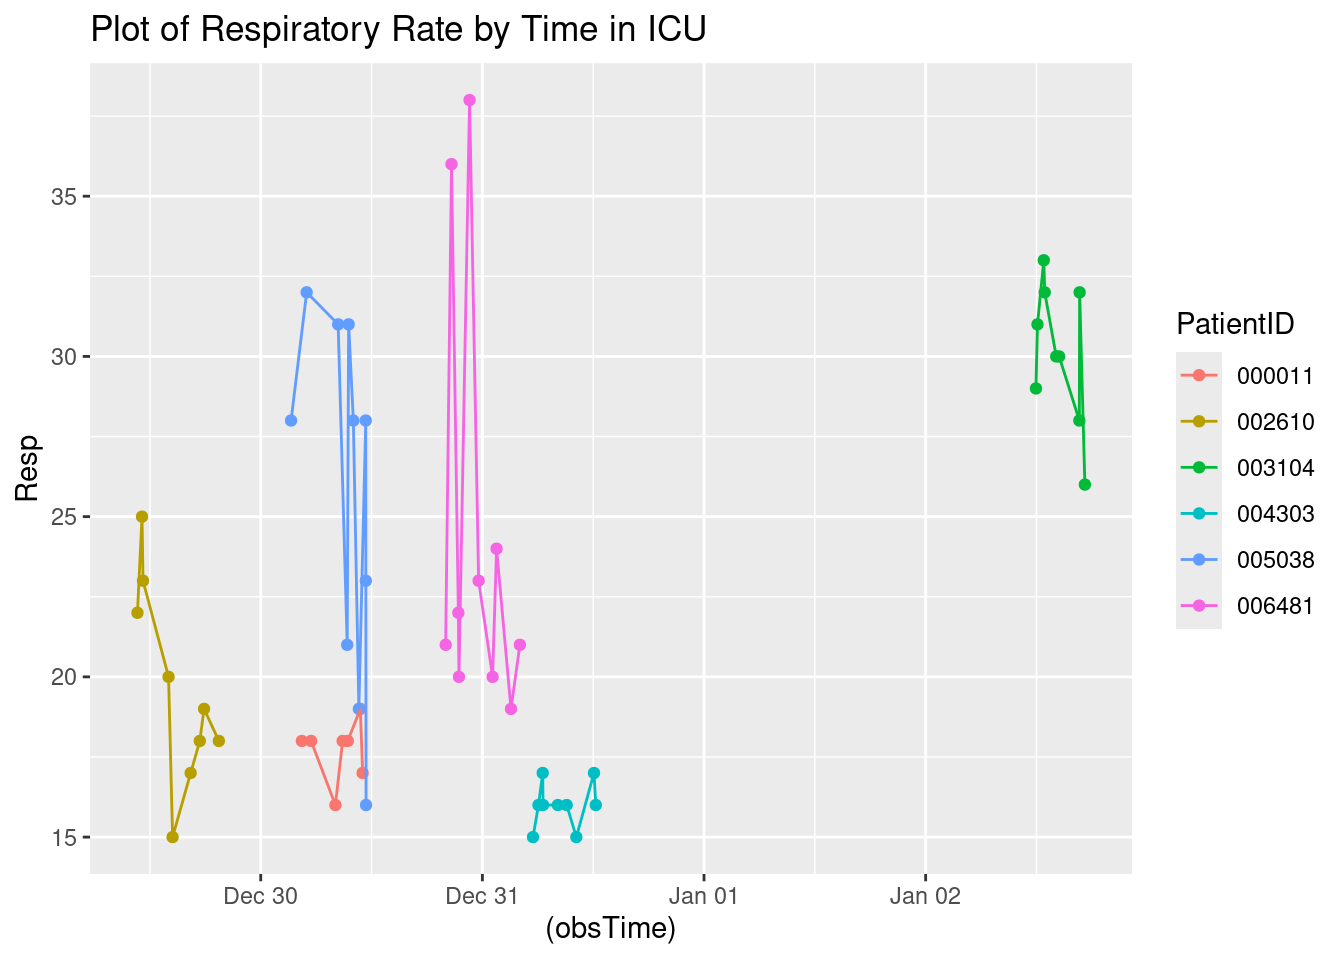 Plot of Respiratory Rate by Time in ICU
Resp
35
30
25
20
15
Dec 30
Dec 31
Jan 01
Jan 02
(obsTime)
PatientID
000011
002610
003104
004303
005038
006481